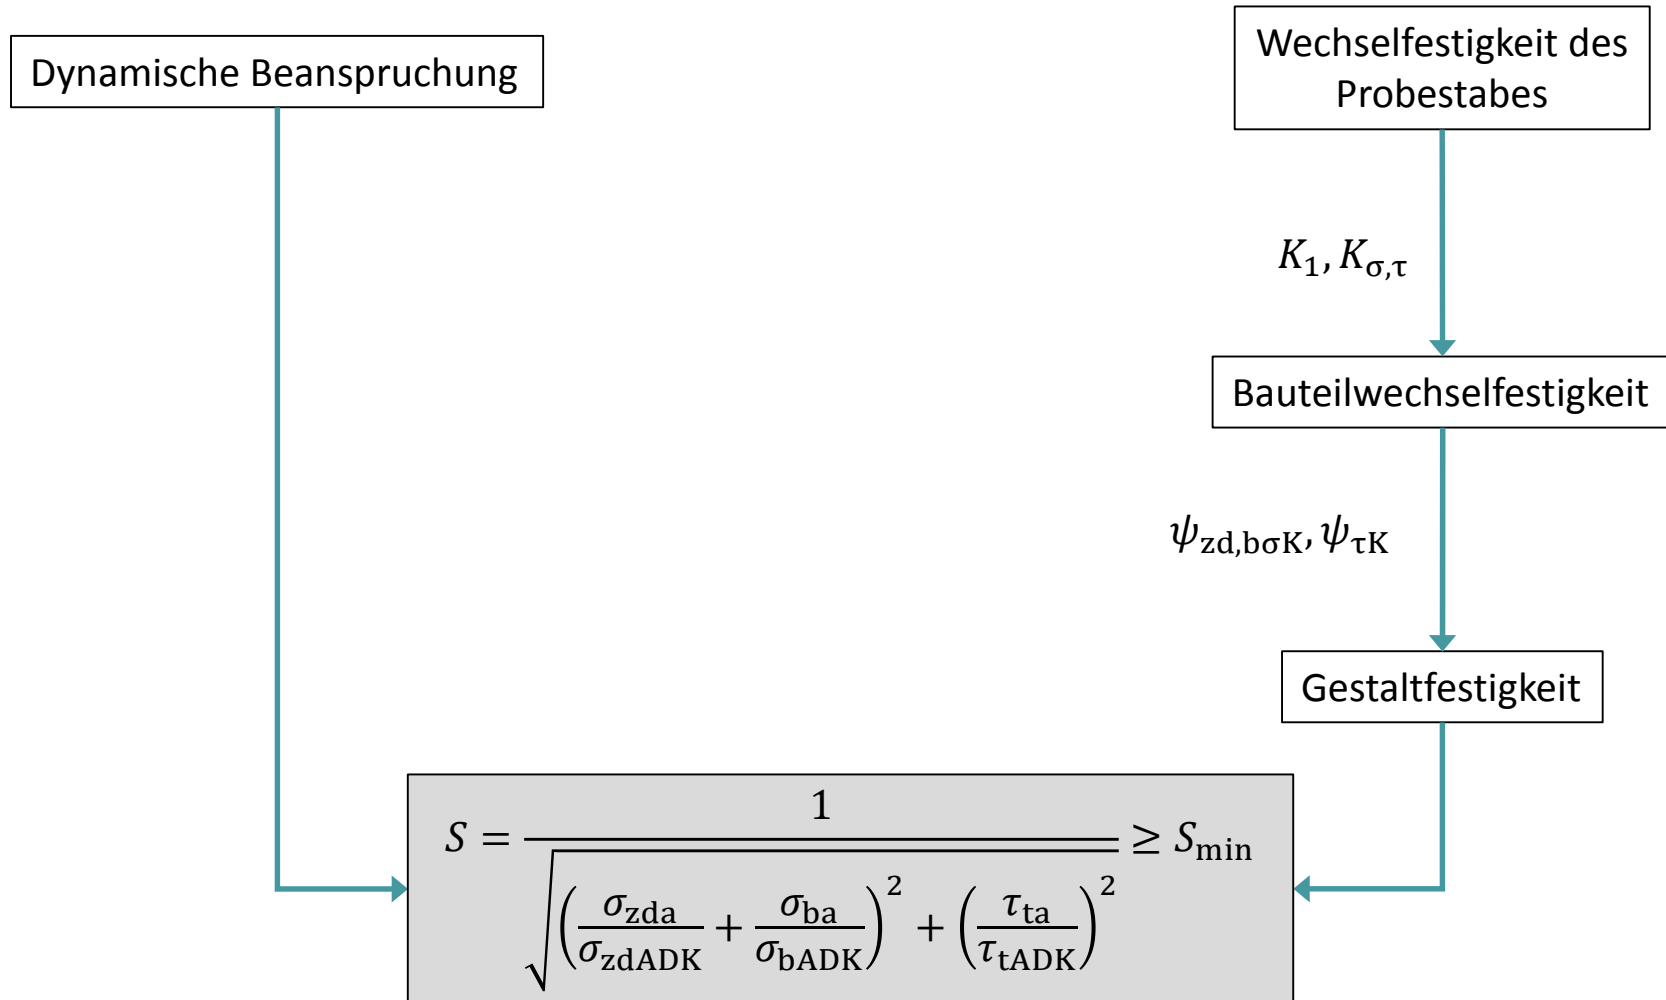 Dynamische Beanspruchung
Wechselfestigkeit des
Probestabes
K₁, K_σ,τ
Bauteilwechselfestigkeit
ψ_zd,bσK, ψ_τK
Gestaltfestigkeit
S = 1 / √((σ_zda / σ_zdADK + σ_ba / σ_bADK)² + (τ_ta / τ_tADK)²) ≥ S_min